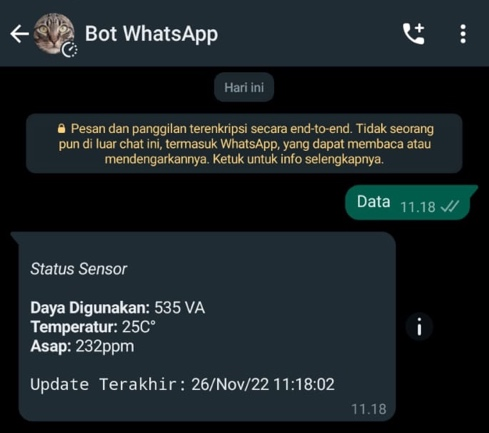 Bot WhatsApp
Hari ini
Pesan dan panggilan terenkripsi secara end-to-end. Tidak seorang
pun di luar chat ini, termasuk WhatsApp, yang dapat membaca atau
mendengarkannya. Ketuk untuk info selengkapnya.
Data 11.18
Status Sensor
Daya Digunakan: 535 VA
Temperatur: 25C°
Asap: 232ppm
Update Terakhir: 26/Nov/22 11:18:02
11.18